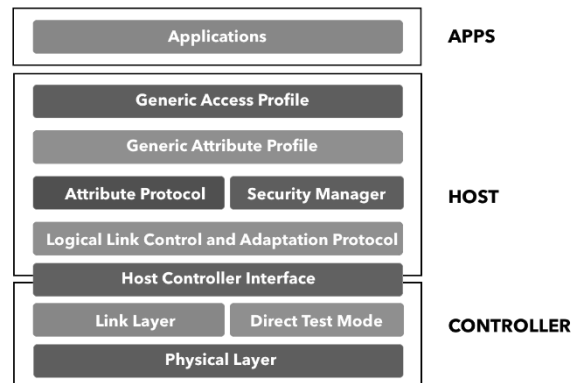 Applications
APPS
Generic Access Profile
Generic Attribute Profile
Attribute Protocol
Security Manager
HOST
Logical Link Control and Adaptation Protocol
Host Controller Interface
Link Layer
Direct Test Mode
CONTROLLER
Physical Layer